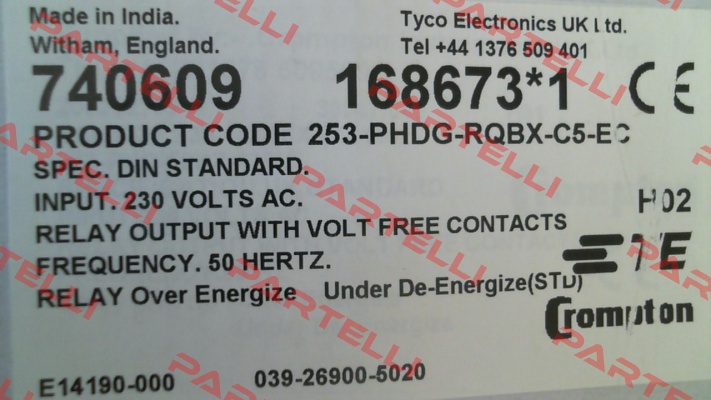 Made in India.
Witham, England.
Tyco Electronics UK Ltd.
Tel +44 1376 509 401
740609 168673*1 CE
PRODUCT CODE 253-PHDG-RQBX-C5-EC
SPEC. DIN STANDARD.
INPUT. 230 VOLTS AC.
H02
RELAY OUTPUT WITH VOLT FREE CONTACTS
TE
FREQUENCY. 50 HERTZ.
RELAY Over Energize Under De-Energize(STD)
Crompton
E14190-000 039-26900-5020
PARTELLI